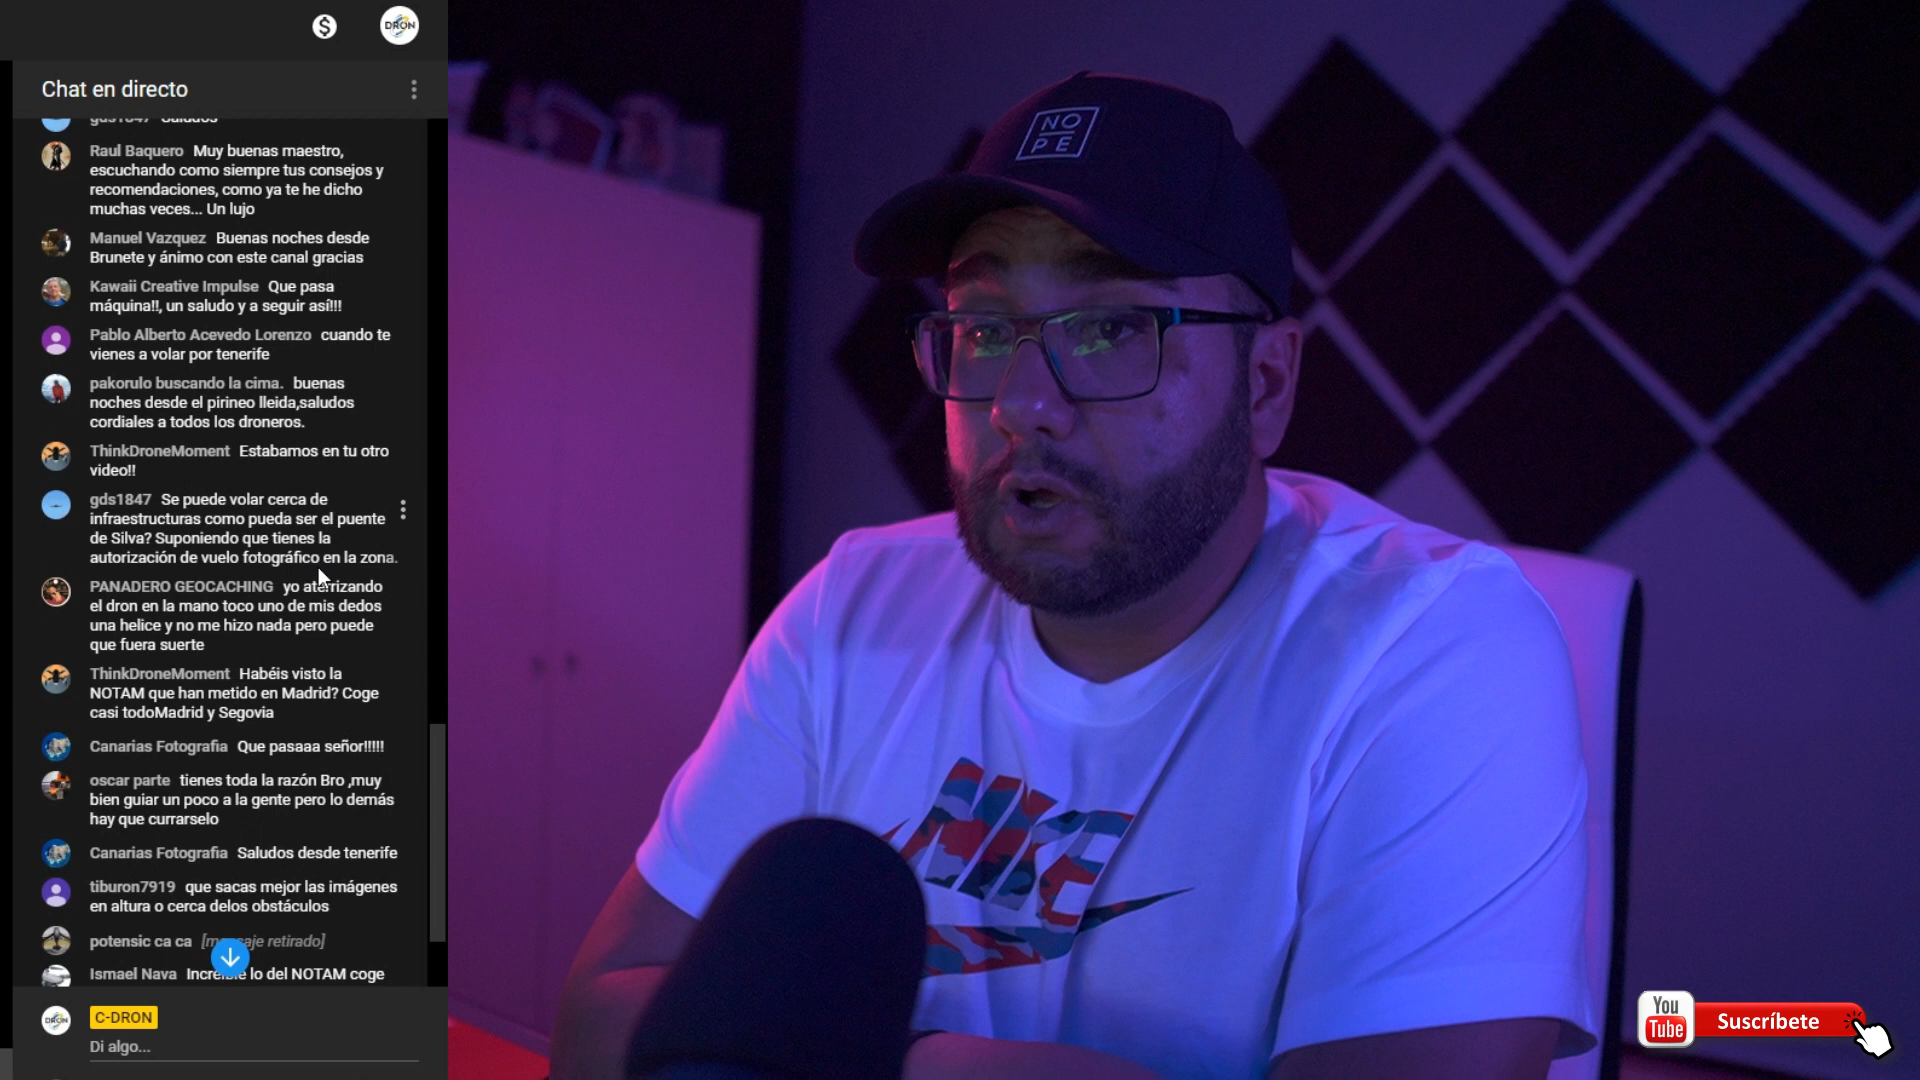 $
DRON
Chat en directo
gds1847 Saludos
Raul Baquero Muy buenas maestro,
escuchando como siempre tus consejos y
recomendaciones, como ya te he dicho
muchas veces... Un lujo
Manuel Vazquez Buenas noches desde
Brunete y ánimo con este canal gracias
Kawaii Creative Impulse Que pasa
máquina!!, un saludo y a seguir así!!!
Pablo Alberto Acevedo Lorenzo cuando te
vienes a volar por tenerife
pakorulo buscando la cima. buenas
noches desde el pirineo lleida,saludos
cordiales a todos los droneros.
ThinkDroneMoment Estabamos en tu otro
video!!
gds1847 Se puede volar cerca de
infraestructuras como pueda ser el puente
de Silva? Suponiendo que tienes la
autorización de vuelo fotográfico en la zona.
PANADERO GEOCACHING yo aterrizando
el dron en la mano toco uno de mis dedos
una helice y no me hizo nada pero puede
que fuera suerte
ThinkDroneMoment Habéis visto la
NOTAM que han metido en Madrid? Coge
casi todoMadrid y Segovia
Canarias Fotografia Que pasaaa señor!!!!!
oscar parte tienes toda la razón Bro ,muy
bien guiar un poco a la gente pero lo demás
hay que currarselo
Canarias Fotografia Saludos desde tenerife
tiburon7919 que sacas mejor las imágenes
en altura o cerca delos obstáculos
potensic ca ca [mensaje retirado]
Ismael Nava Increible lo del NOTAM coge
DRON
C-DRON
Di algo...
NO
PE
NIKE
You
Tube
Suscríbete